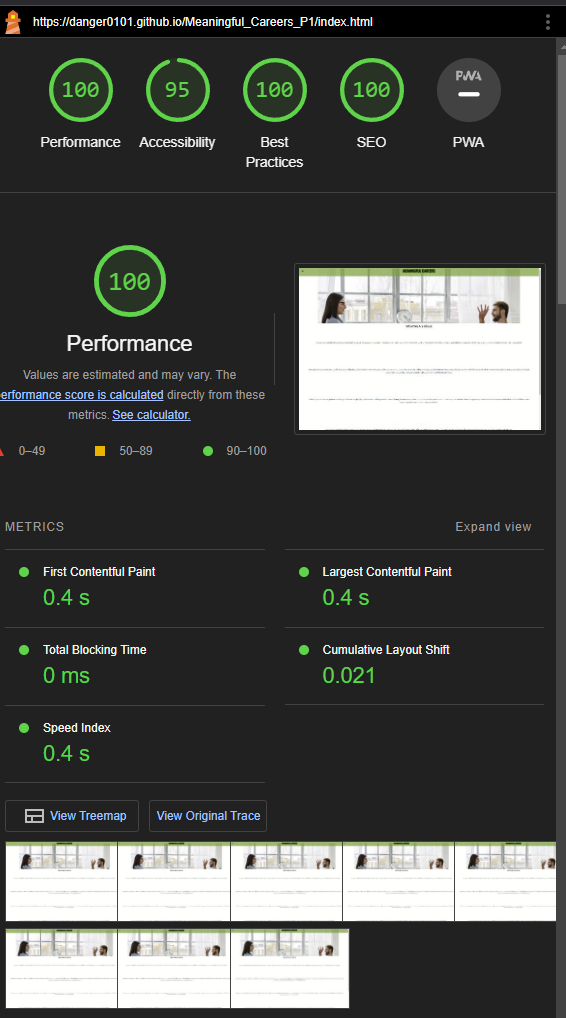 https://danger0101.github.io/Meaningful_Careers_P1/index.html
100
95
100
100
PWA
Performance
Accessibility
Best
Practices
SEO
PWA
100
Performance
Values are estimated and may vary. The
erformance score is calculated directly from these
metrics. See calculator.
0–49
50–89
90–100
METRICS
Expand view
First Contentful Paint
0.4 s
Largest Contentful Paint
0.4 s
Total Blocking Time
0 ms
Cumulative Layout Shift
0.021
Speed Index
0.4 s
View Treemap
View Original Trace